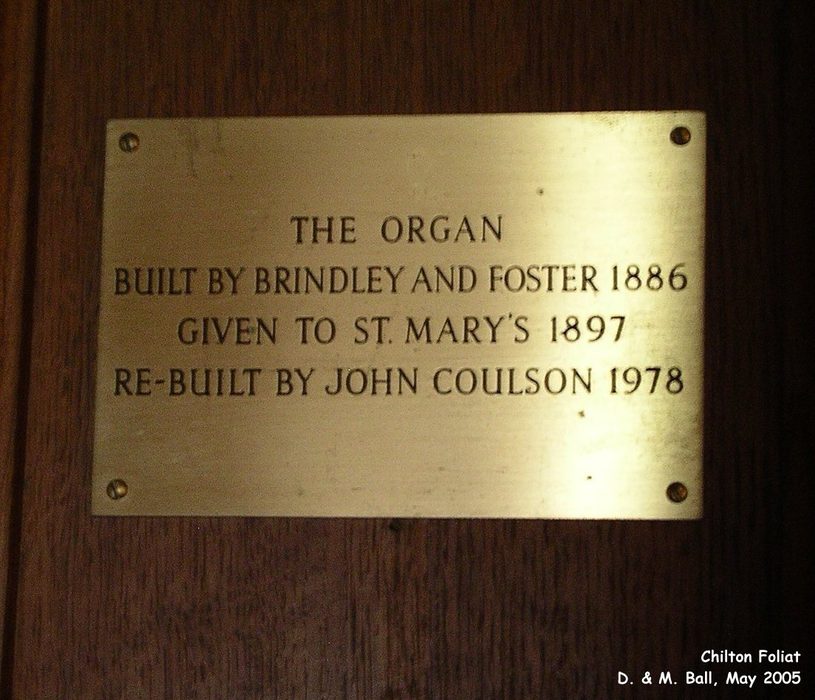 THE ORGAN
BUILT BY BRINDLEY AND FOSTER 1886
GIVEN TO ST. MARY'S 1897
RE-BUILT BY JOHN COULSON 1978
Chilton Foliat
D. & M. Ball, May 2005